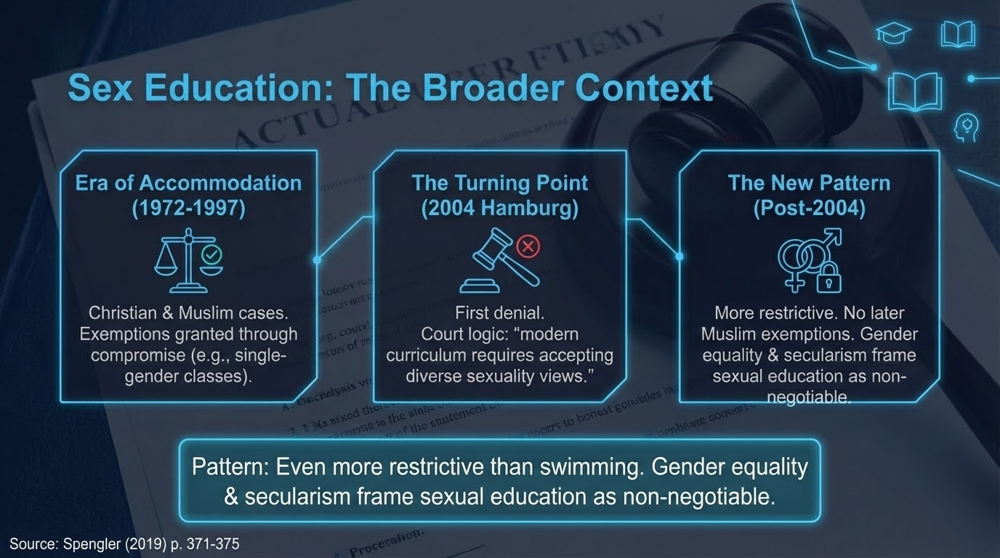 Sex Education: The Broader Context
ACTUAL
Era of Accommodation
(1972-1997)
Christian & Muslim cases.
Exemptions granted through
compromise (e.g., single-
gender classes).
The Turning Point
(2004 Hamburg)
First denial.
Court logic: “modern
curriculum requires accepting
diverse sexuality views.”
The New Pattern
(Post-2004)
More restrictive. No later
Muslim exemptions. Gender
equality & secularism frame
sexual education as non-
negotiable.
Pattern: Even more restrictive than swimming. Gender equality
& secularism frame sexual education as non-negotiable.
Source: Spengler (2019) p. 371-375